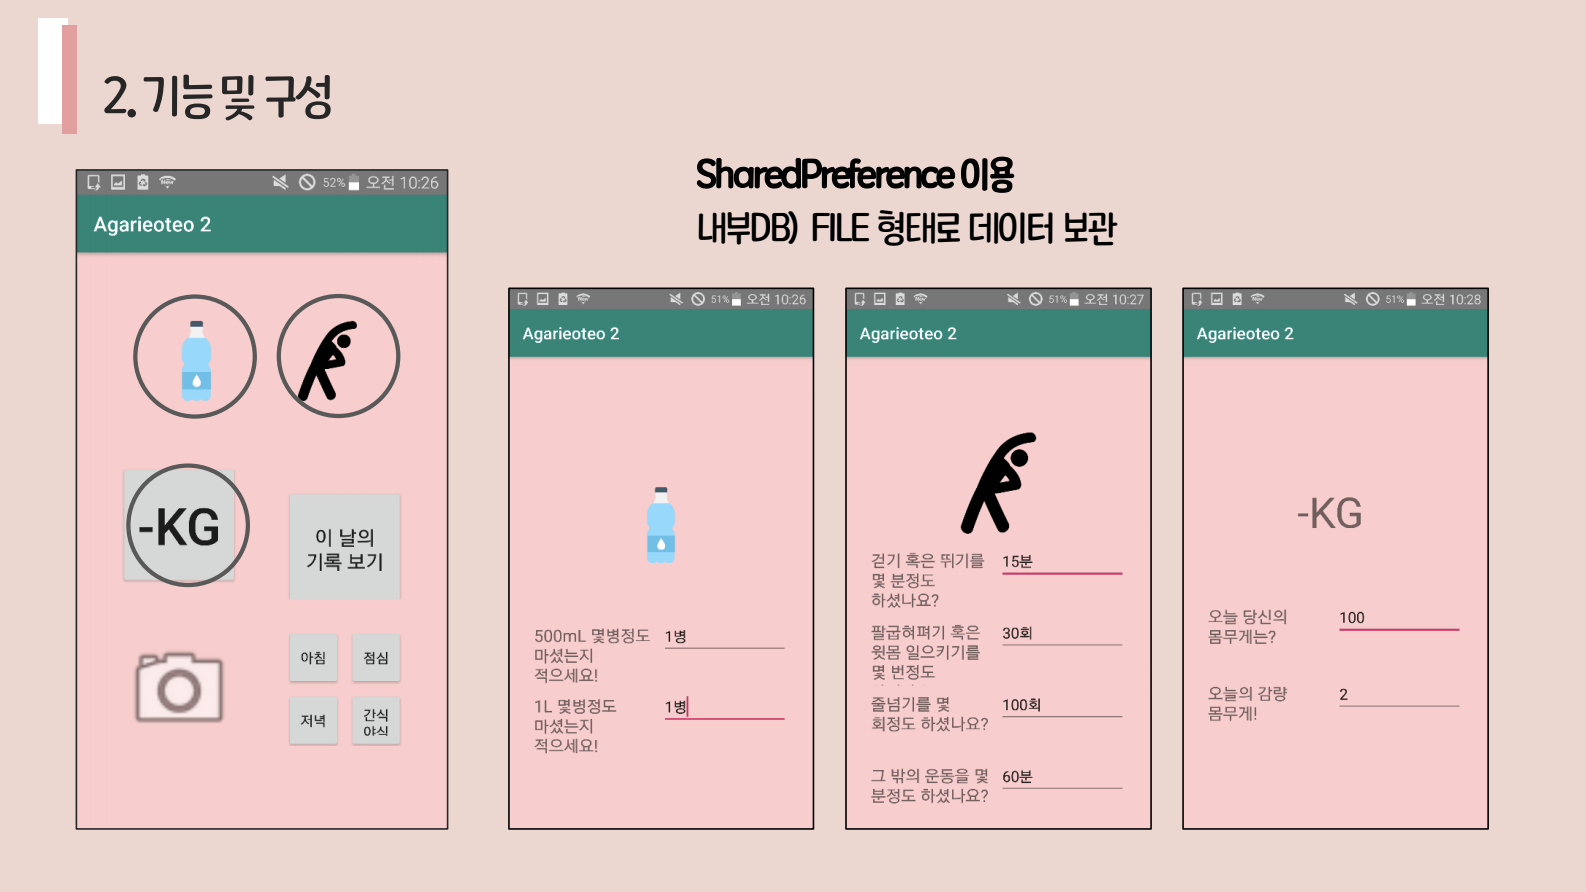 2. 기능 및 구성
SharedPreference 이용
내부DB) FILE 형태로 데이터 보관
52% 오전 10:26
Agarieoteo 2
-KG
이 날의
기록 보기
아침
점심
저녁
간식
야식
51% 오전 10:26
Agarieoteo 2
500mL 몇병정도
마셨는지
적으세요!
1병
1L 몇병정도
마셨는지
적으세요!
1병
51% 오전 10:27
Agarieoteo 2
걷기 혹은 뛰기를
몇 분정도
하셨나요?
15분
팔굽혀펴기 혹은
윗몸 일으키기를
몇 번정도
30회
줄넘기를 몇
회정도 하셨나요?
100회
그 밖의 운동을 몇
분정도 하셨나요?
60분
51% 오전 10:28
Agarieoteo 2
-KG
오늘 당신의
몸무게는?
100
오늘의 감량
몸무게!
2